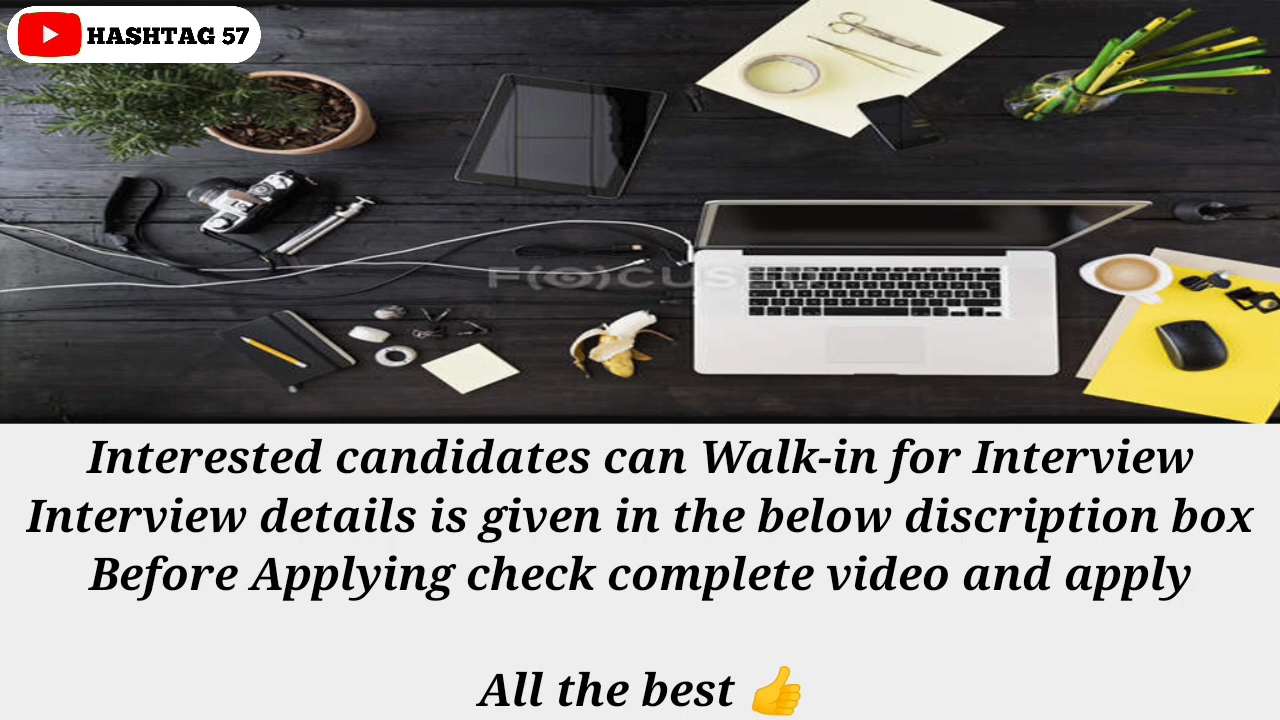 HASHTAG 57
Interested candidates can Walk-in for Interview
Interview details is given in the below discription box
Before Applying check complete video and apply
All the best 👍